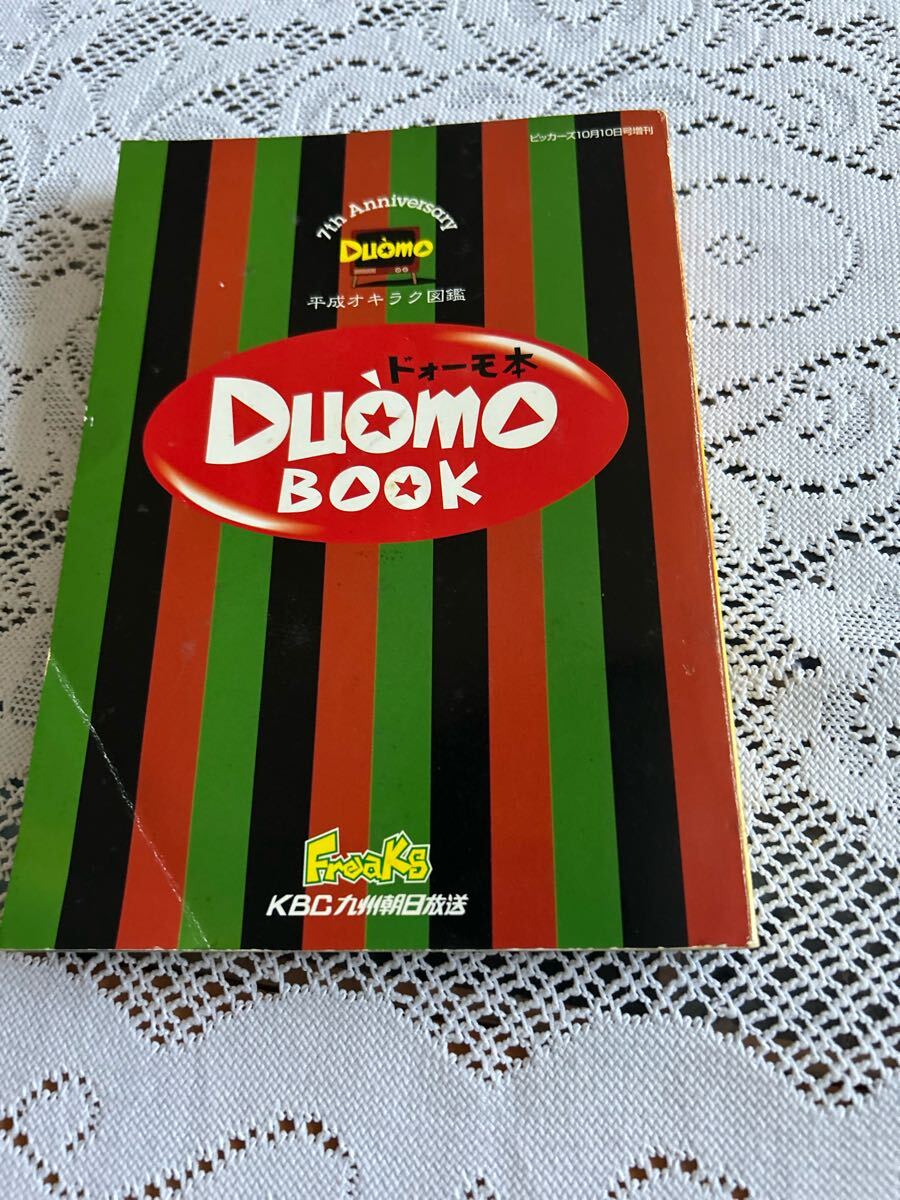 ピッカーズ10月10日号増刊
7th Anniversary
Duòmo
平成オキラク図鑑
ドォーモ本
Duòmo
BOOK
Freaks
KBC九州朝日放送